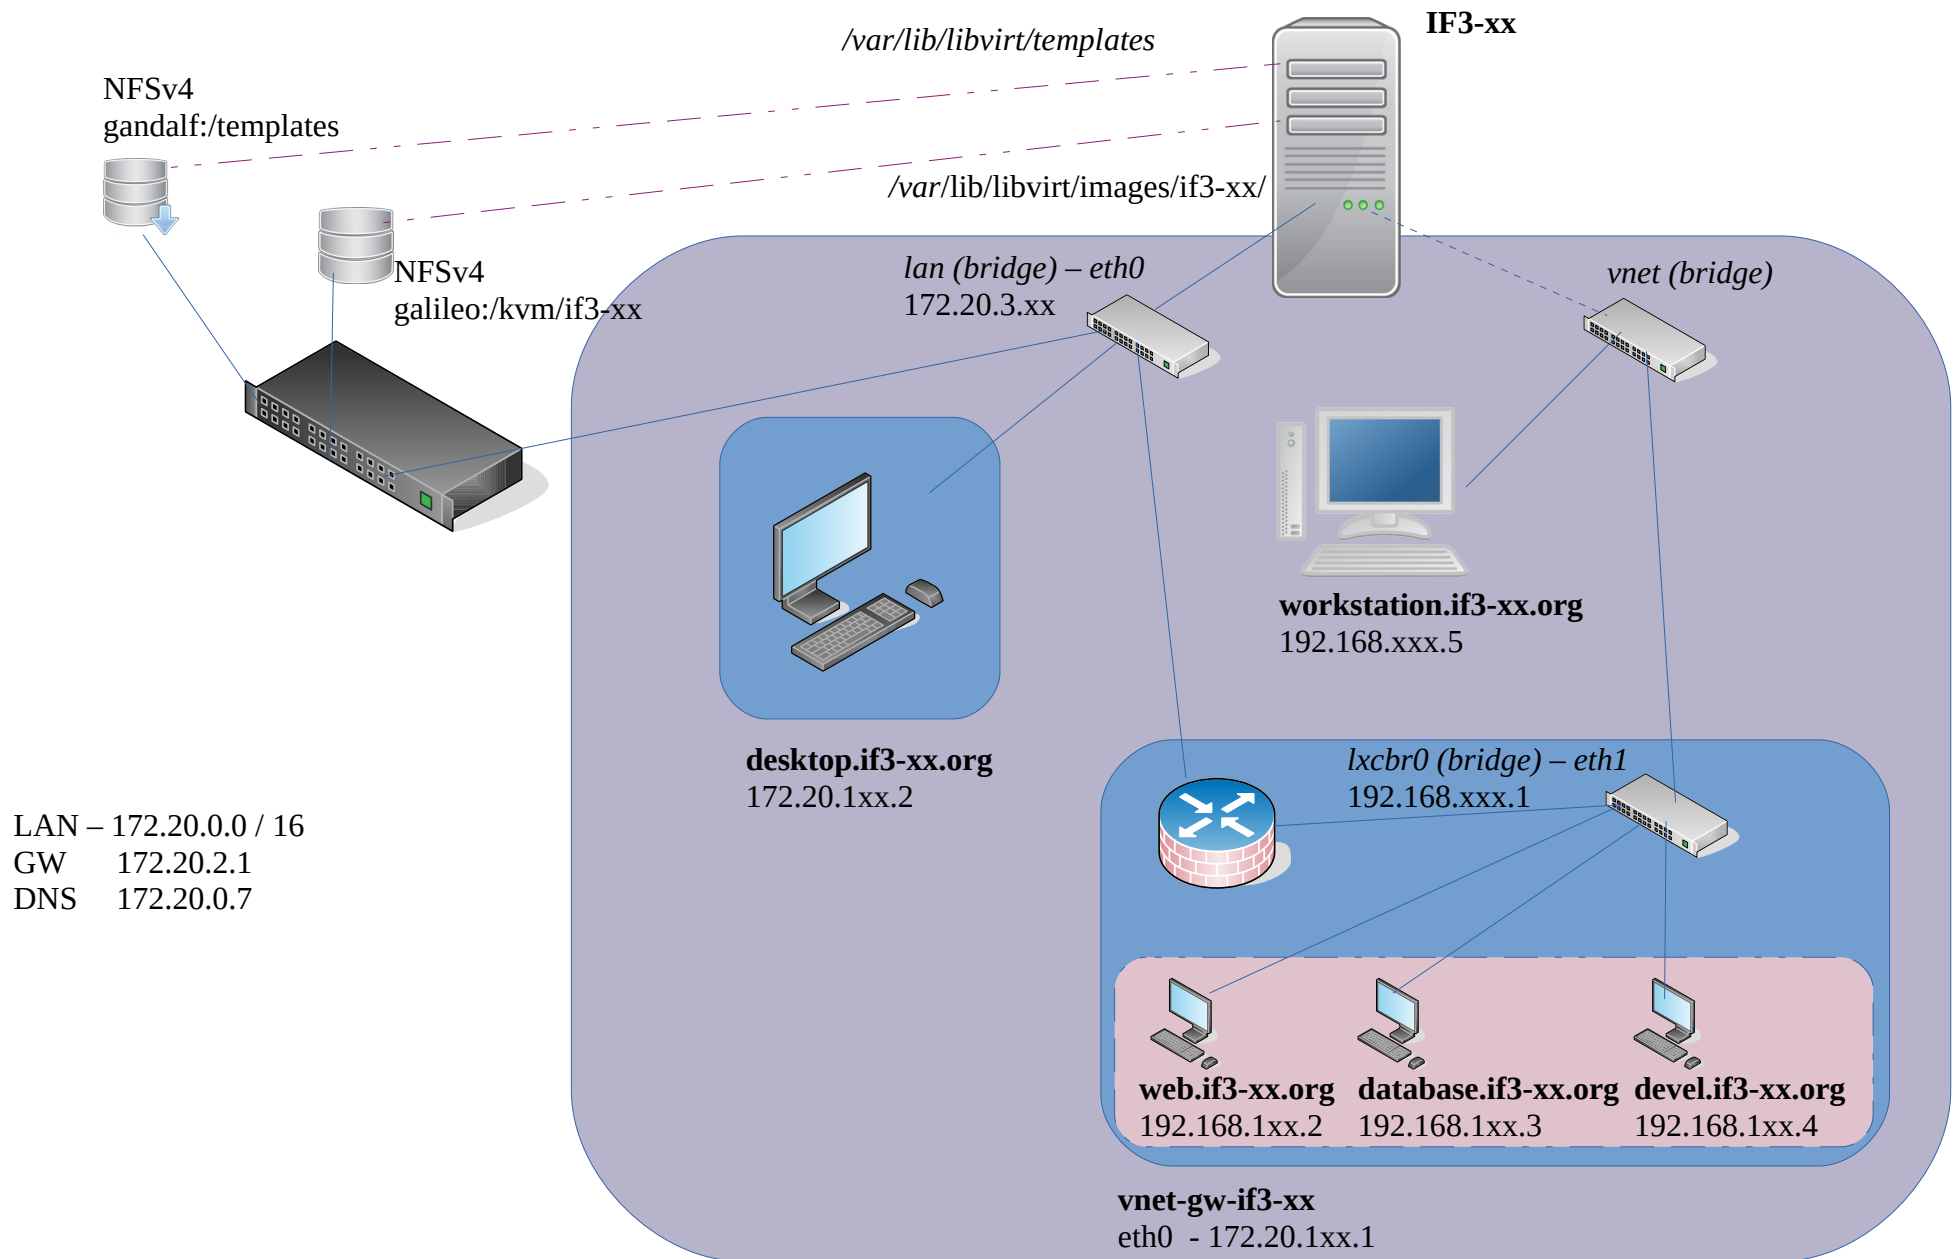 IF3-xx
/var/lib/libvirt/templates
NFSv4
gandalf:/templates
/var/lib/libvirt/images/if3-xx/
NFSv4
galileo:/kvm/if3-xx
lan (bridge) – eth0
172.20.3.xx
vnet (bridge)
workstation.if3-xx.org
192.168.xxx.5
desktop.if3-xx.org
172.20.1xx.2
lxcbr0 (bridge) – eth1
192.168.xxx.1
LAN – 172.20.0.0 / 16
GW 172.20.2.1
DNS 172.20.0.7
web.if3-xx.org
192.168.1xx.2
database.if3-xx.org
192.168.1xx.3
devel.if3-xx.org
192.168.1xx.4
vnet-gw-if3-xx
eth0 - 172.20.1xx.1